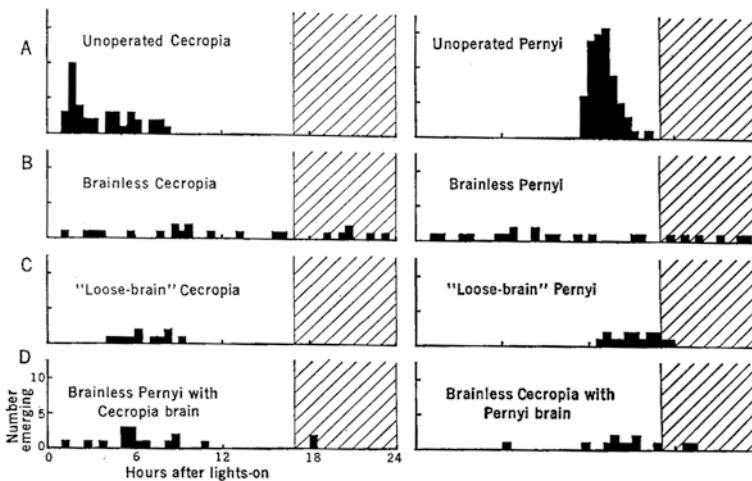 A
Unoperated Cecropia
Unoperated Pernyi
B
Brainless Cecropia
Brainless Pernyi
C
"Loose-brain" Cecropia
"Loose-brain" Pernyi
D
Brainless Pernyi with
Cecropia brain
Brainless Cecropia with
Pernyi brain
Number
emerging
10
5
0
0
6
12
18
24
Hours after lights-on